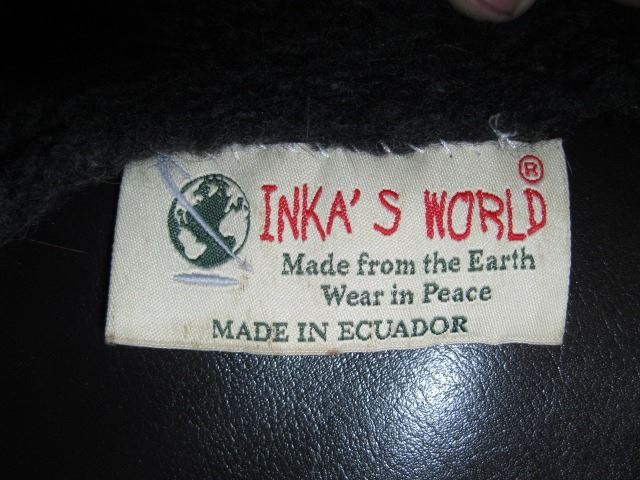 INKA'S WORLD ®
Made from the Earth
Wear in Peace
MADE IN ECUADOR